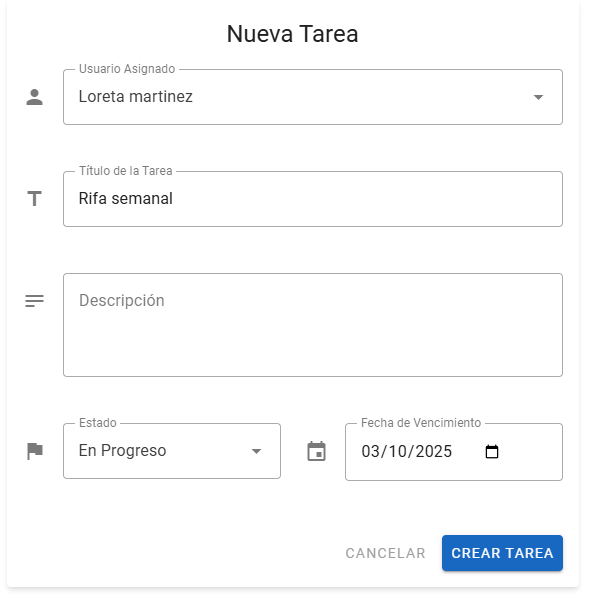 Nueva Tarea
Usuario Asignado
Loreta martinez
Título de la Tarea
Rifa semanal
Descripción
Estado
En Progreso
Fecha de Vencimiento
03/10/2025
CANCELAR
CREAR TAREA